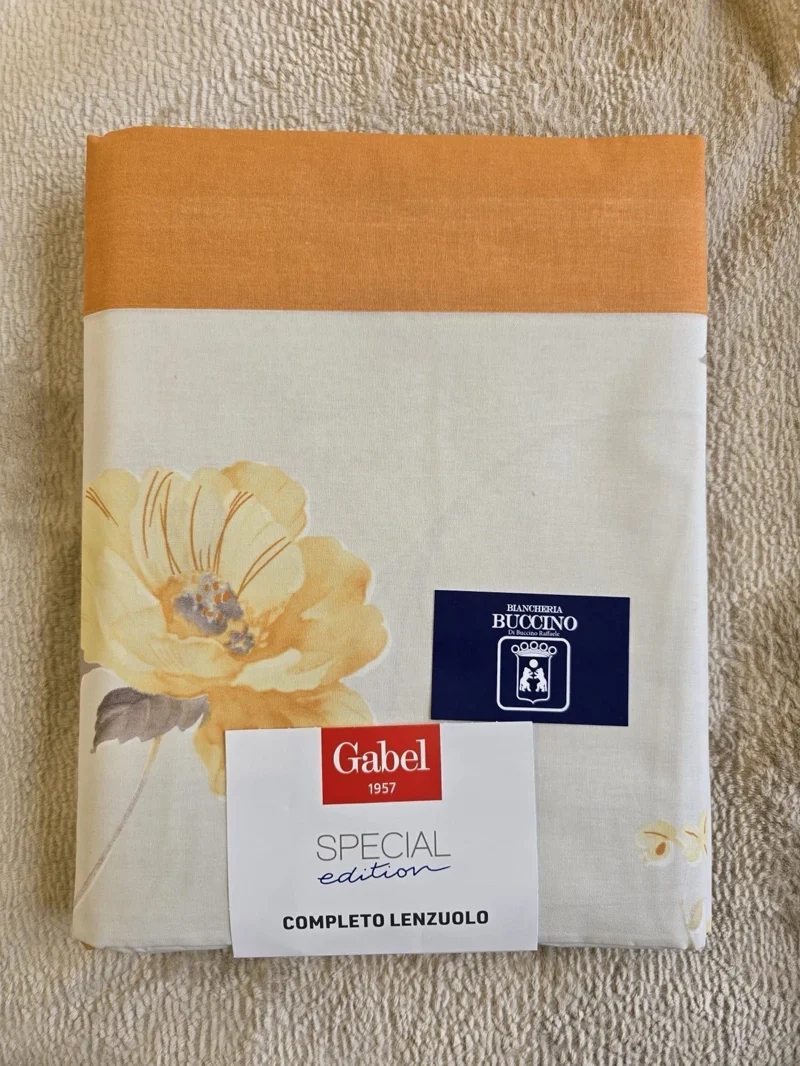 BIANCHERIA
BUCCINO
Di Buccino Raffaele
Gabel
1957
SPECIAL
edition
COMPLETO LENZUOLO